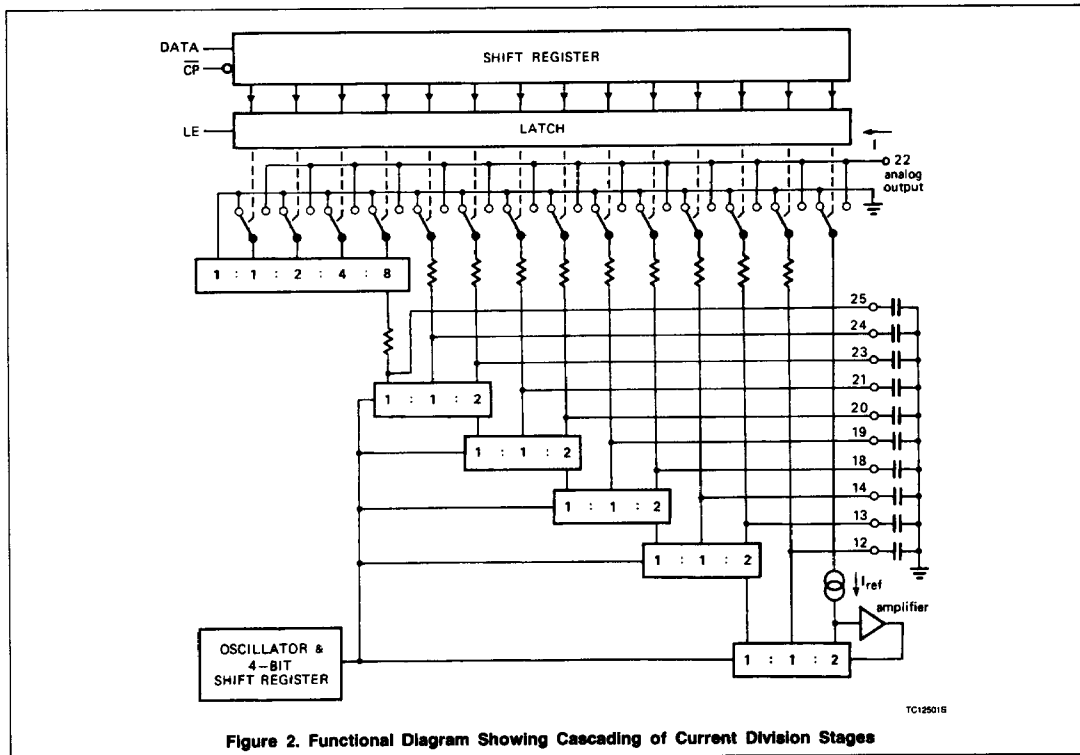 DATA
SHIFT REGISTER
CP
LE
LATCH
I
22
analog
output
1 : 1 : 2 : 4 : 8
25
24
23
1 : 1 : 2
21
20
1 : 1 : 2
19
18
1 : 1 : 2
14
13
1 : 1 : 2
12
Iref
amplifier
OSCILLATOR &
4-BIT
SHIFT REGISTER
1 : 1 : 2
TC12501S
Figure 2. Functional Diagram Showing Cascading of Current Division Stages